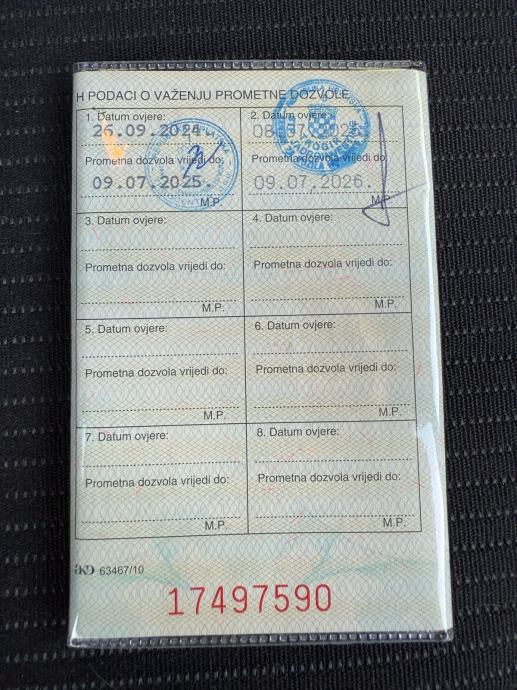 H PODACI O VAŽENJU PROMETNE DOZVOLE
1. Datum ovjere:
26.09.2024.
Prometna dozvola vrijedi do:
09.07.2025.
M.P.
2. Datum ovjere:
Prometna dozvola vrijedi do:
09.07.2026.
M.P.
3. Datum ovjere:
Prometna dozvola vrijedi do:
M.P.
4. Datum ovjere:
Prometna dozvola vrijedi do:
M.P.
5. Datum ovjere:
Prometna dozvola vrijedi do:
M.P.
6. Datum ovjere:
Prometna dozvola vrijedi do:
M.P.
7. Datum ovjere:
Prometna dozvola vrijedi do:
M.P.
8. Datum ovjere:
Prometna dozvola vrijedi do:
M.P.
AKD 63467/10
17497590